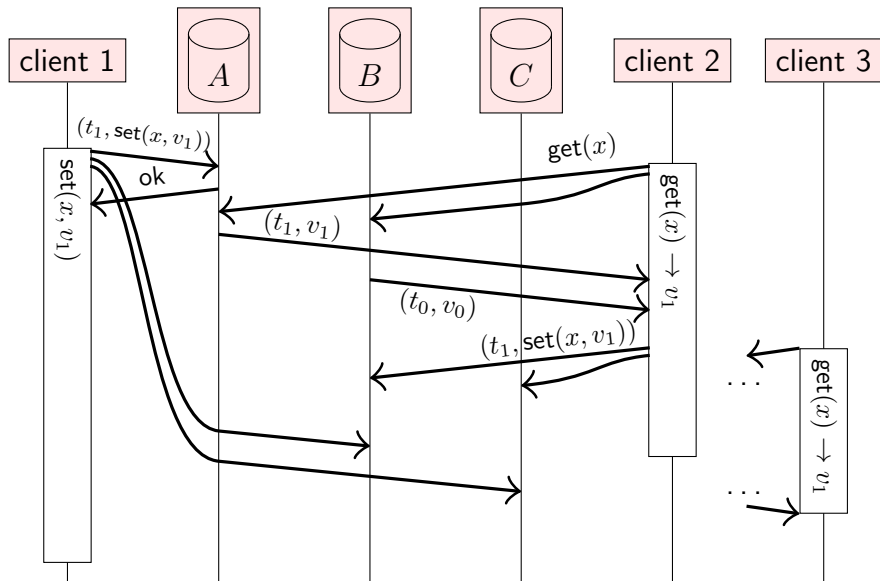 client 1
A
B
C
client 2
client 3
(t₁, set(x, v₁))
ok
get(x)
set(x, v₁)
get(x) → v₁
(t₁, v₁)
(t₀, v₀)
(t₁, set(x, v₁))
get(x) → v₁
...
...